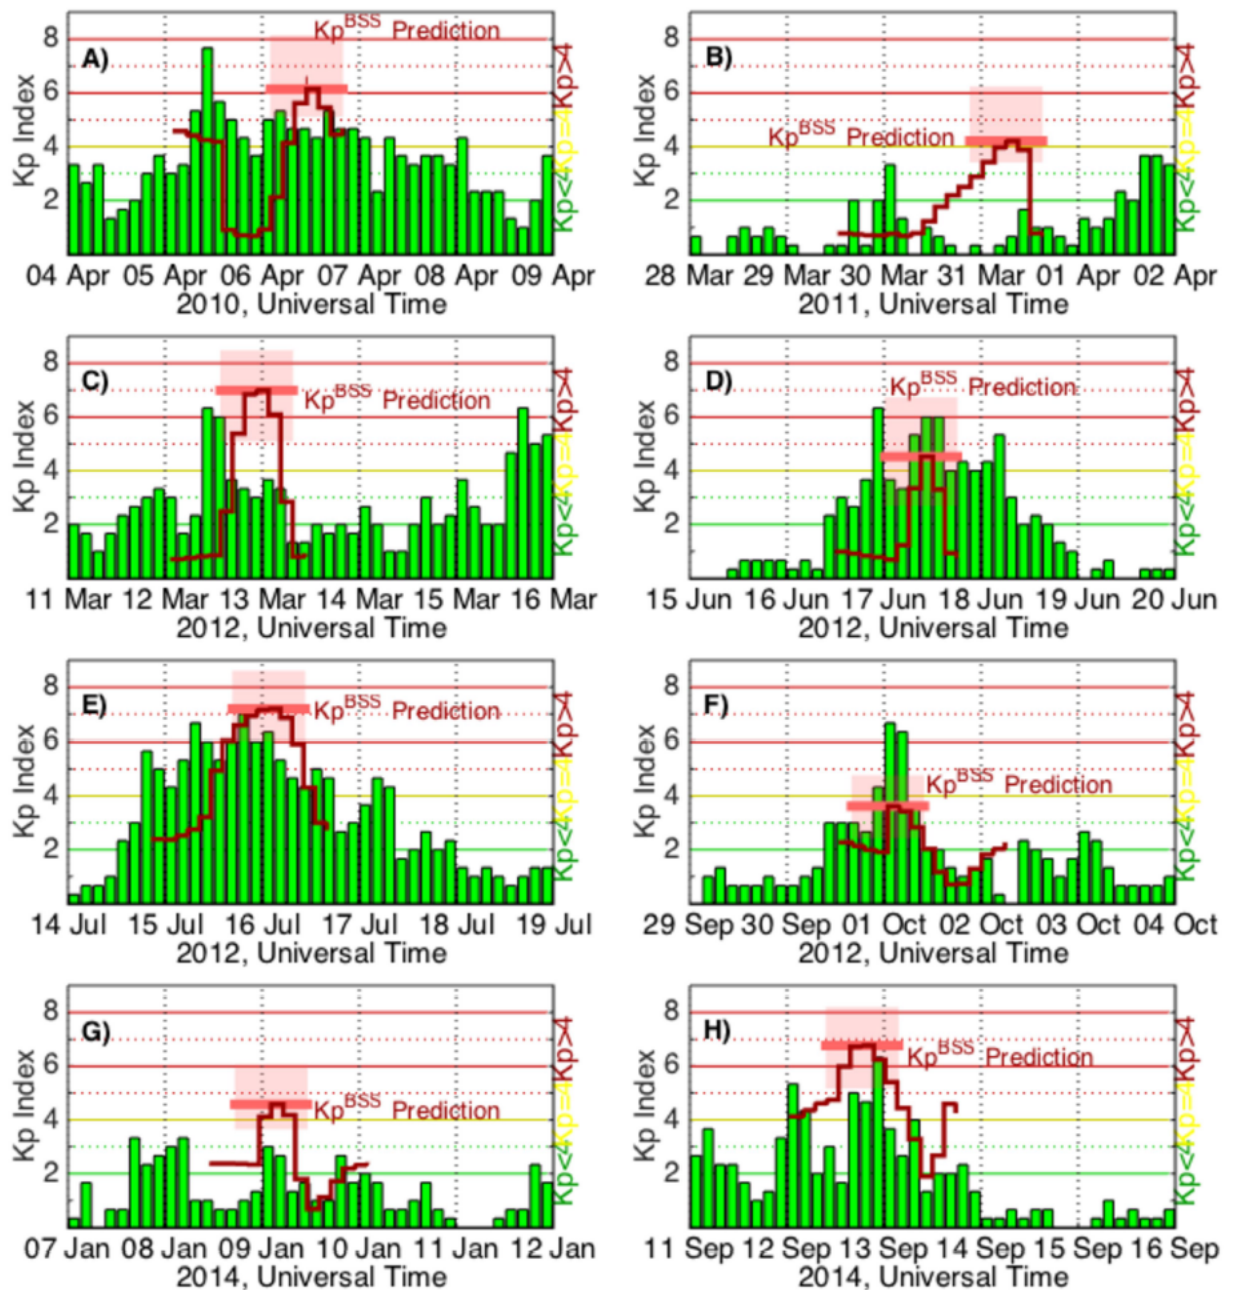 A) Kp^BSS Prediction
Kp Index
8
6
4
2
Kp<4 Kp=4 Kp>4
04 Apr 05 Apr 06 Apr 07 Apr 08 Apr 09 Apr
2010, Universal Time
B)
Kp^BSS Prediction
Kp Index
8
6
4
2
Kp<4 Kp=4 Kp>4
28 Mar 29 Mar 30 Mar 31 Mar 01 Apr 02 Apr
2011, Universal Time
C)
Kp^BSS Prediction
Kp Index
8
6
4
2
Kp<4 Kp=4 Kp>4
11 Mar 12 Mar 13 Mar 14 Mar 15 Mar 16 Mar
2012, Universal Time
D)
Kp^BSS Prediction
Kp Index
8
6
4
2
Kp<4 Kp=4 Kp>4
15 Jun 16 Jun 17 Jun 18 Jun 19 Jun 20 Jun
2012, Universal Time
E)
Kp^BSS Prediction
Kp Index
8
6
4
2
Kp<4 Kp=4 Kp>4
14 Jul 15 Jul 16 Jul 17 Jul 18 Jul 19 Jul
2012, Universal Time
F)
Kp^BSS Prediction
Kp Index
8
6
4
2
Kp<4 Kp=4 Kp>4
29 Sep 30 Sep 01 Oct 02 Oct 03 Oct 04 Oct
2012, Universal Time
G)
Kp^BSS Prediction
Kp Index
8
6
4
2
Kp<4 Kp=4 Kp>4
07 Jan 08 Jan 09 Jan 10 Jan 11 Jan 12 Jan
2014, Universal Time
H)
Kp^BSS Prediction
Kp Index
8
6
4
2
Kp<4 Kp=4 Kp>4
11 Sep 12 Sep 13 Sep 14 Sep 15 Sep 16 Sep
2014, Universal Time